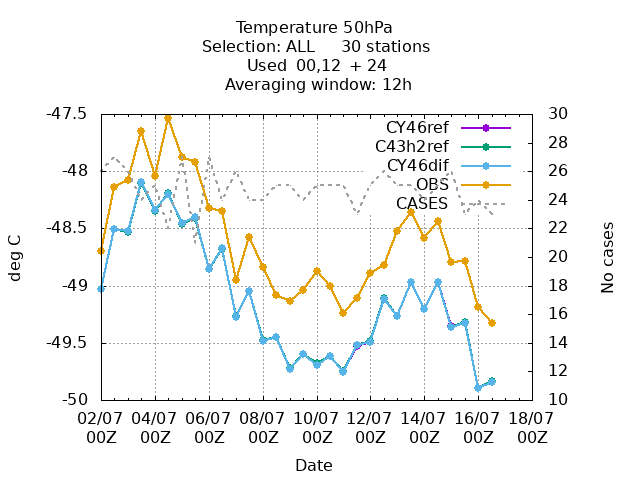 Temperature 50hPa
Selection: ALL 30 stations
Used 00,12 + 24
Averaging window: 12h
-47.5
-48
-48.5
-49
-49.5
-50
deg C
30
28
26
24
22
20
18
16
14
12
10
No cases
CY46ref
C43h2ref
CY46dif
OBS
CASES
02/07 04/07 06/07 08/07 10/07 12/07 14/07 16/07 18/07
00Z 00Z 00Z 00Z 00Z 00Z 00Z 00Z 00Z
Date